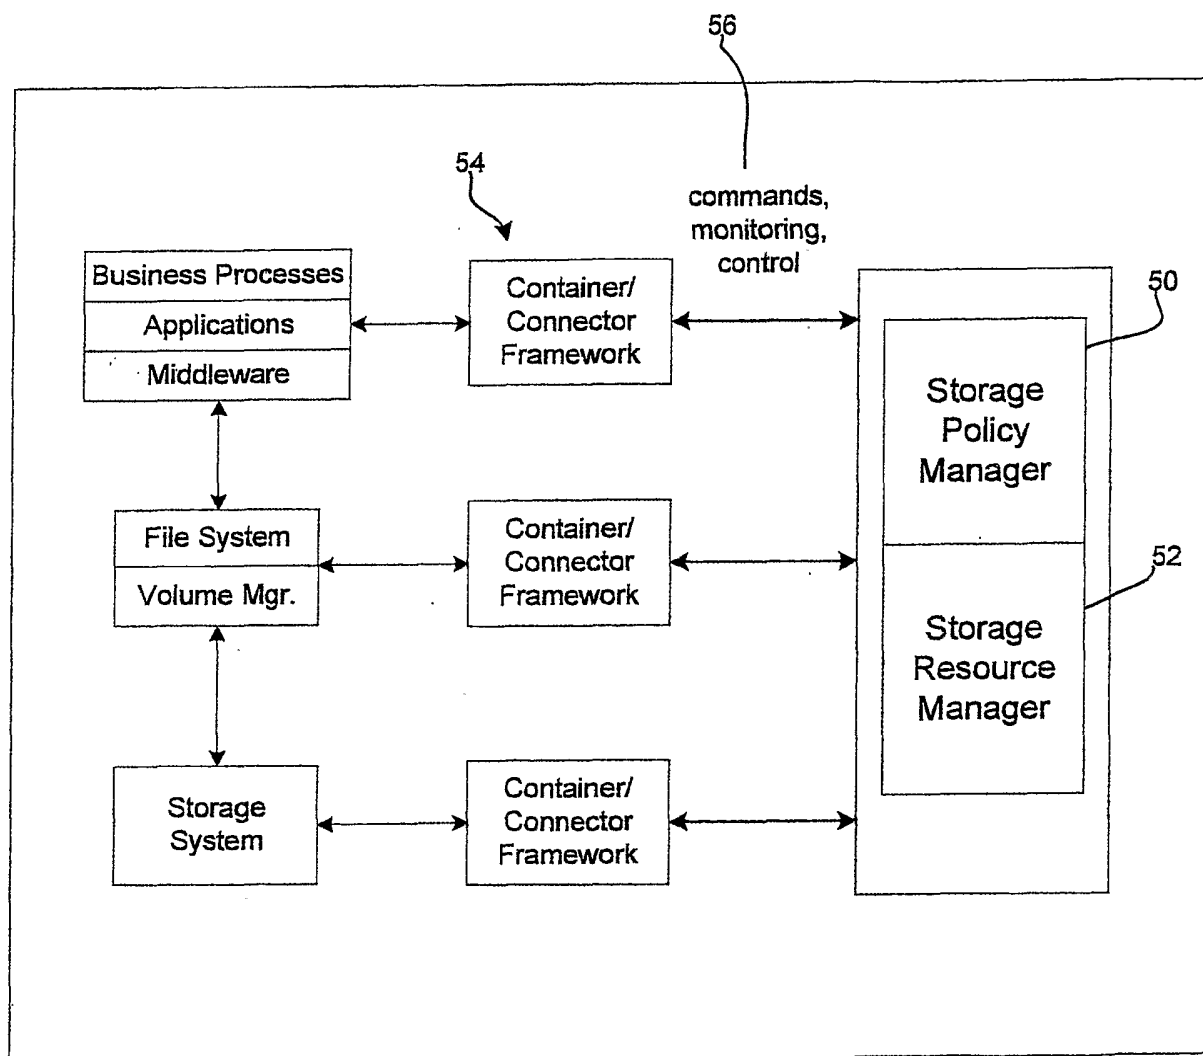 56
54
commands,
monitoring,
control
Business Processes
Applications
Middleware
Container/
Connector
Framework
50
Storage
Policy
Manager
File System
Volume Mgr.
Container/
Connector
Framework
52
Storage
Resource
Manager
Storage
System
Container/
Connector
Framework